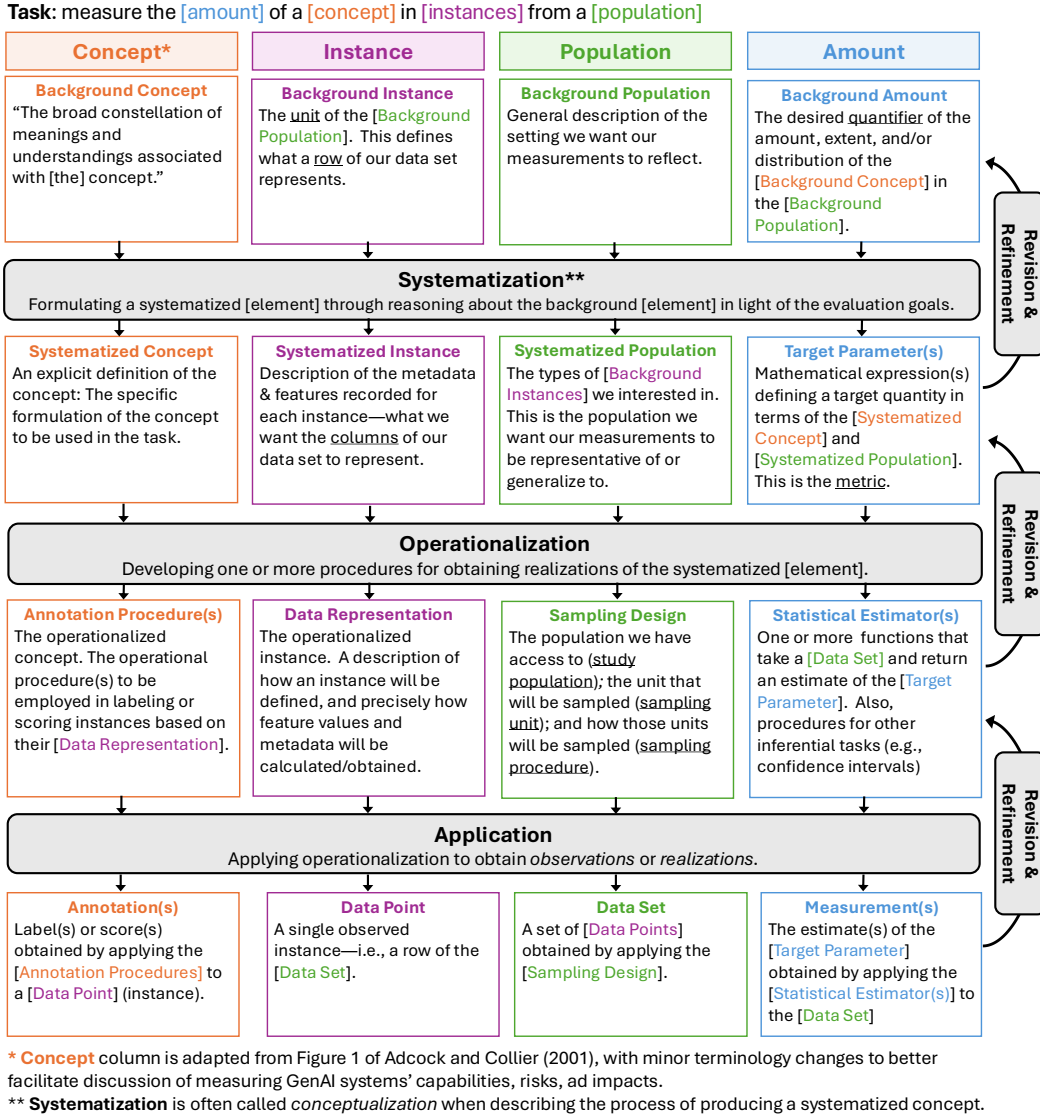 Task: measure the [amount] of a [concept] in [instances] from a [population]
Concept*
Instance
Population
Amount
Background Concept
“The broad constellation of
meanings and
understandings associated
with [the] concept.”
Background Instance
The unit of the [Background
Population]. This defines
what a row of our data set
represents.
Background Population
General description of the
setting we want our
measurements to reflect.
Background Amount
The desired quantifier of the
amount, extent, and/or
distribution of the
[Background Concept] in
the [Background
Population].
Revision &
Refinement
Systematization**
Formulating a systematized [element] through reasoning about the background [element] in light of the evaluation goals.
Systematized Concept
An explicit definition of the
concept: The specific
formulation of the concept
to be used in the task.
Systematized Instance
Description of the metadata
& features recorded for
each instance—what we
want the columns of our
data set to represent.
Systematized Population
The types of [Background
Instances] we interested in.
This is the population we
want our measurements to
be representative of or
generalize to.
Target Parameter(s)
Mathematical expression(s)
defining a target quantity in
terms of the [Systematized
Concept] and
[Systematized Population].
This is the metric.
Revision &
Refinement
Operationalization
Developing one or more procedures for obtaining realizations of the systematized [element].
Annotation Procedure(s)
The operationalized
concept. The operational
procedure(s) to be
employed in labeling or
scoring instances based on
their [Data Representation].
Data Representation
The operationalized
instance. A description of
how an instance will be
defined, and precisely how
feature values and
metadata will be
calculated/obtained.
Sampling Design
The population we have
access to (study
population); the unit that
will be sampled (sampling
unit); and how those units
will be sampled (sampling
procedure).
Statistical Estimator(s)
One or more functions that
take a [Data Set] and return
an estimate of the [Target
Parameter]. Also,
procedures for other
inferential tasks (e.g.,
confidence intervals)
Revision &
Refinement
Application
Applying operationalization to obtain observations or realizations.
Annotation(s)
Label(s) or score(s)
obtained by applying the
[Annotation Procedures] to
a [Data Point] (instance).
Data Point
A single observed
instance—i.e., a row of the
[Data Set].
Data Set
A set of [Data Points]
obtained by applying the
[Sampling Design].
Measurement(s)
The estimate(s) of the
[Target Parameter]
obtained by applying the
[Statistical Estimator(s)] to
the [Data Set]
* Concept column is adapted from Figure 1 of Adcock and Collier (2001), with minor terminology changes to better
facilitate discussion of measuring GenAI systems’ capabilities, risks, ad impacts.
** Systematization is often called conceptualization when describing the process of producing a systematized concept.